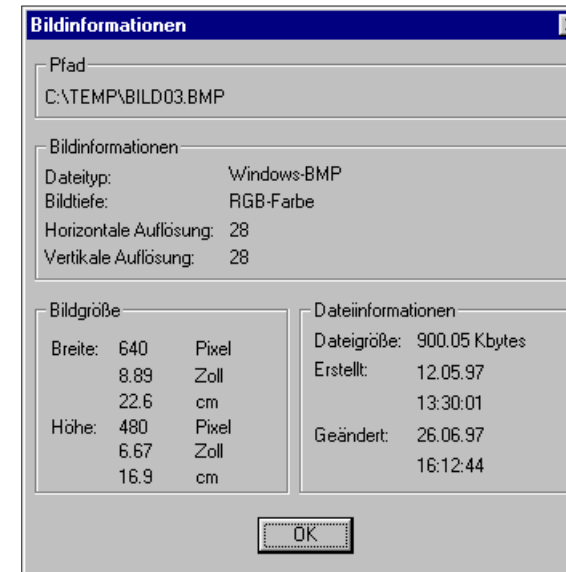 Bildinformationen
Pfad
C:\TEMP\BILD03.BMP
Bildinformationen
Dateityp: Windows-BMP
Bildtiefe: RGB-Farbe
Horizontale Auflösung: 28
Vertikale Auflösung: 28
Bildgröße
Breite: 640 Pixel
8.89 Zoll
22.6 cm
Höhe: 480 Pixel
6.67 Zoll
16.9 cm
Dateiinformationen
Dateigröße: 900.05 Kbytes
Erstellt: 12.05.97
13:30:01
Geändert: 26.06.97
16:12:44
OK